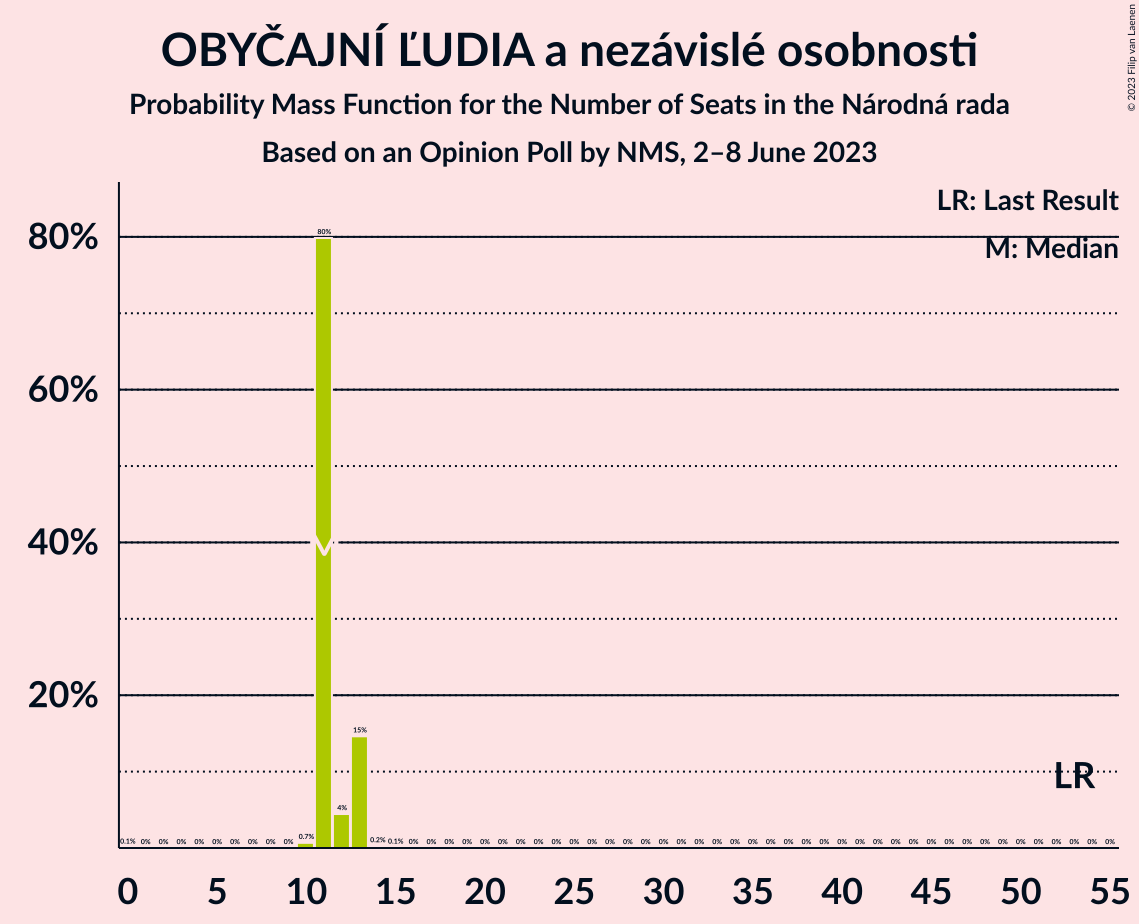 OBYČAJNÍ ĽUDIA a nezávislé osobnosti
Probability Mass Function for the Number of Seats in the Národná rada
Based on an Opinion Poll by NMS, 2–8 June 2023
© 2023 Filip van Laenen
LR: Last Result
M: Median
80%
60%
40%
20%
80%
M
15%
LR
4%
0.7%
0.1% 0% 0% 0% 0% 0% 0% 0% 0% 0% 0.2% 0.1% 0% 0% 0% 0% 0% 0% 0% 0% 0% 0% 0% 0% 0% 0% 0% 0% 0% 0% 0% 0% 0% 0% 0% 0% 0% 0% 0% 0% 0% 0% 0% 0% 0% 0% 0% 0% 0% 0% 0% 0%
0 5 10 15 20 25 30 35 40 45 50 55